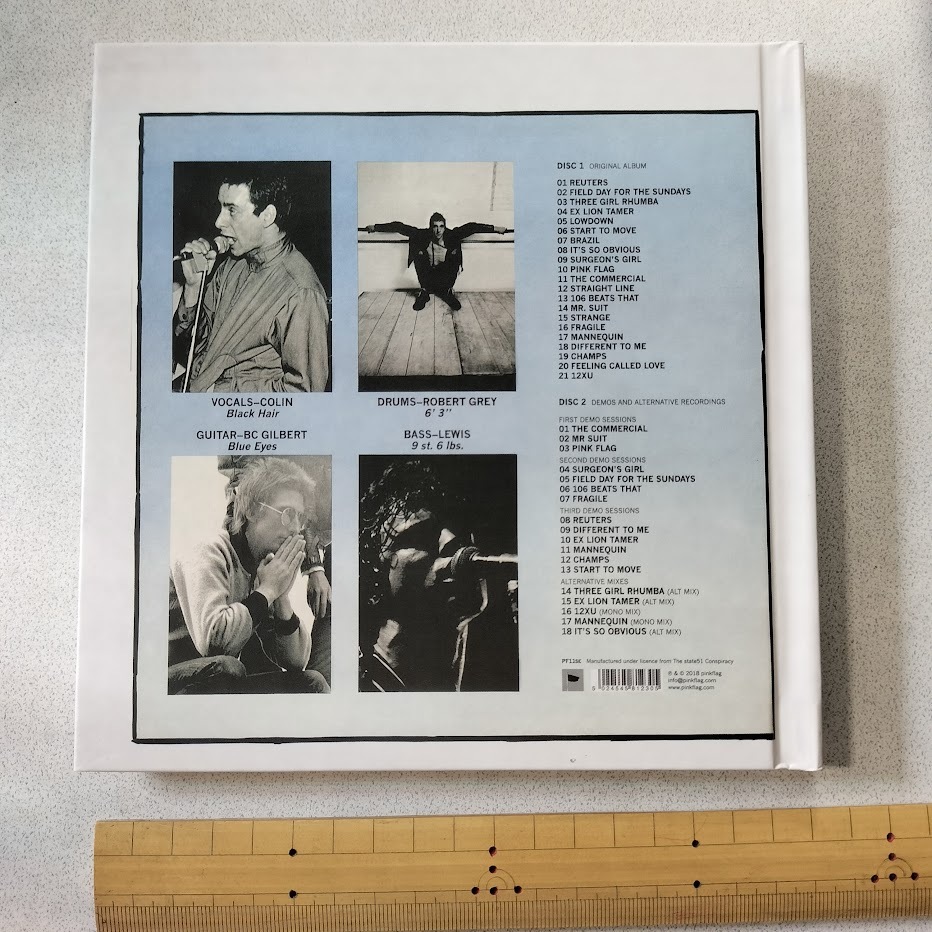 VOCALS–COLIN
Black Hair
DRUMS–ROBERT GREY
6' 3''
GUITAR–BC GILBERT
Blue Eyes
BASS–LEWIS
9 st. 6 lbs.
DISC 1 ORIGINAL ALBUM
01 REUTERS
02 FIELD DAY FOR THE SUNDAYS
03 THREE GIRL RHUMBA
04 EX LION TAMER
05 LOWDOWN
06 START TO MOVE
07 BRAZIL
08 IT'S SO OBVIOUS
09 SURGEON'S GIRL
10 PINK FLAG
11 THE COMMERCIAL
12 STRAIGHT LINE
13 106 BEATS THAT
14 MR. SUIT
15 STRANGE
16 FRAGILE
17 MANNEQUIN
18 DIFFERENT TO ME
19 CHAMPS
20 FEELING CALLED LOVE
21 12XU
DISC 2 DEMOS AND ALTERNATIVE RECORDINGS
FIRST DEMO SESSIONS
01 THE COMMERCIAL
02 MR SUIT
03 PINK FLAG
SECOND DEMO SESSIONS
04 SURGEON'S GIRL
05 FIELD DAY FOR THE SUNDAYS
06 106 BEATS THAT
07 FRAGILE
THIRD DEMO SESSIONS
08 REUTERS
09 DIFFERENT TO ME
10 EX LION TAMER
11 MANNEQUIN
12 CHAMPS
13 START TO MOVE
ALTERNATIVE MIXES
14 THREE GIRL RHUMBA (ALT MIX)
15 EX LION TAMER (ALT MIX)
16 12XU (MONO MIX)
17 MANNEQUIN (MONO MIX)
18 IT'S SO OBVIOUS (ALT MIX)
Manufactured under licence from The state51 Conspiracy
℗ & © 2018 pinkflag
info@pinkflag.com
www.pinkflag.com
5 024545 812305